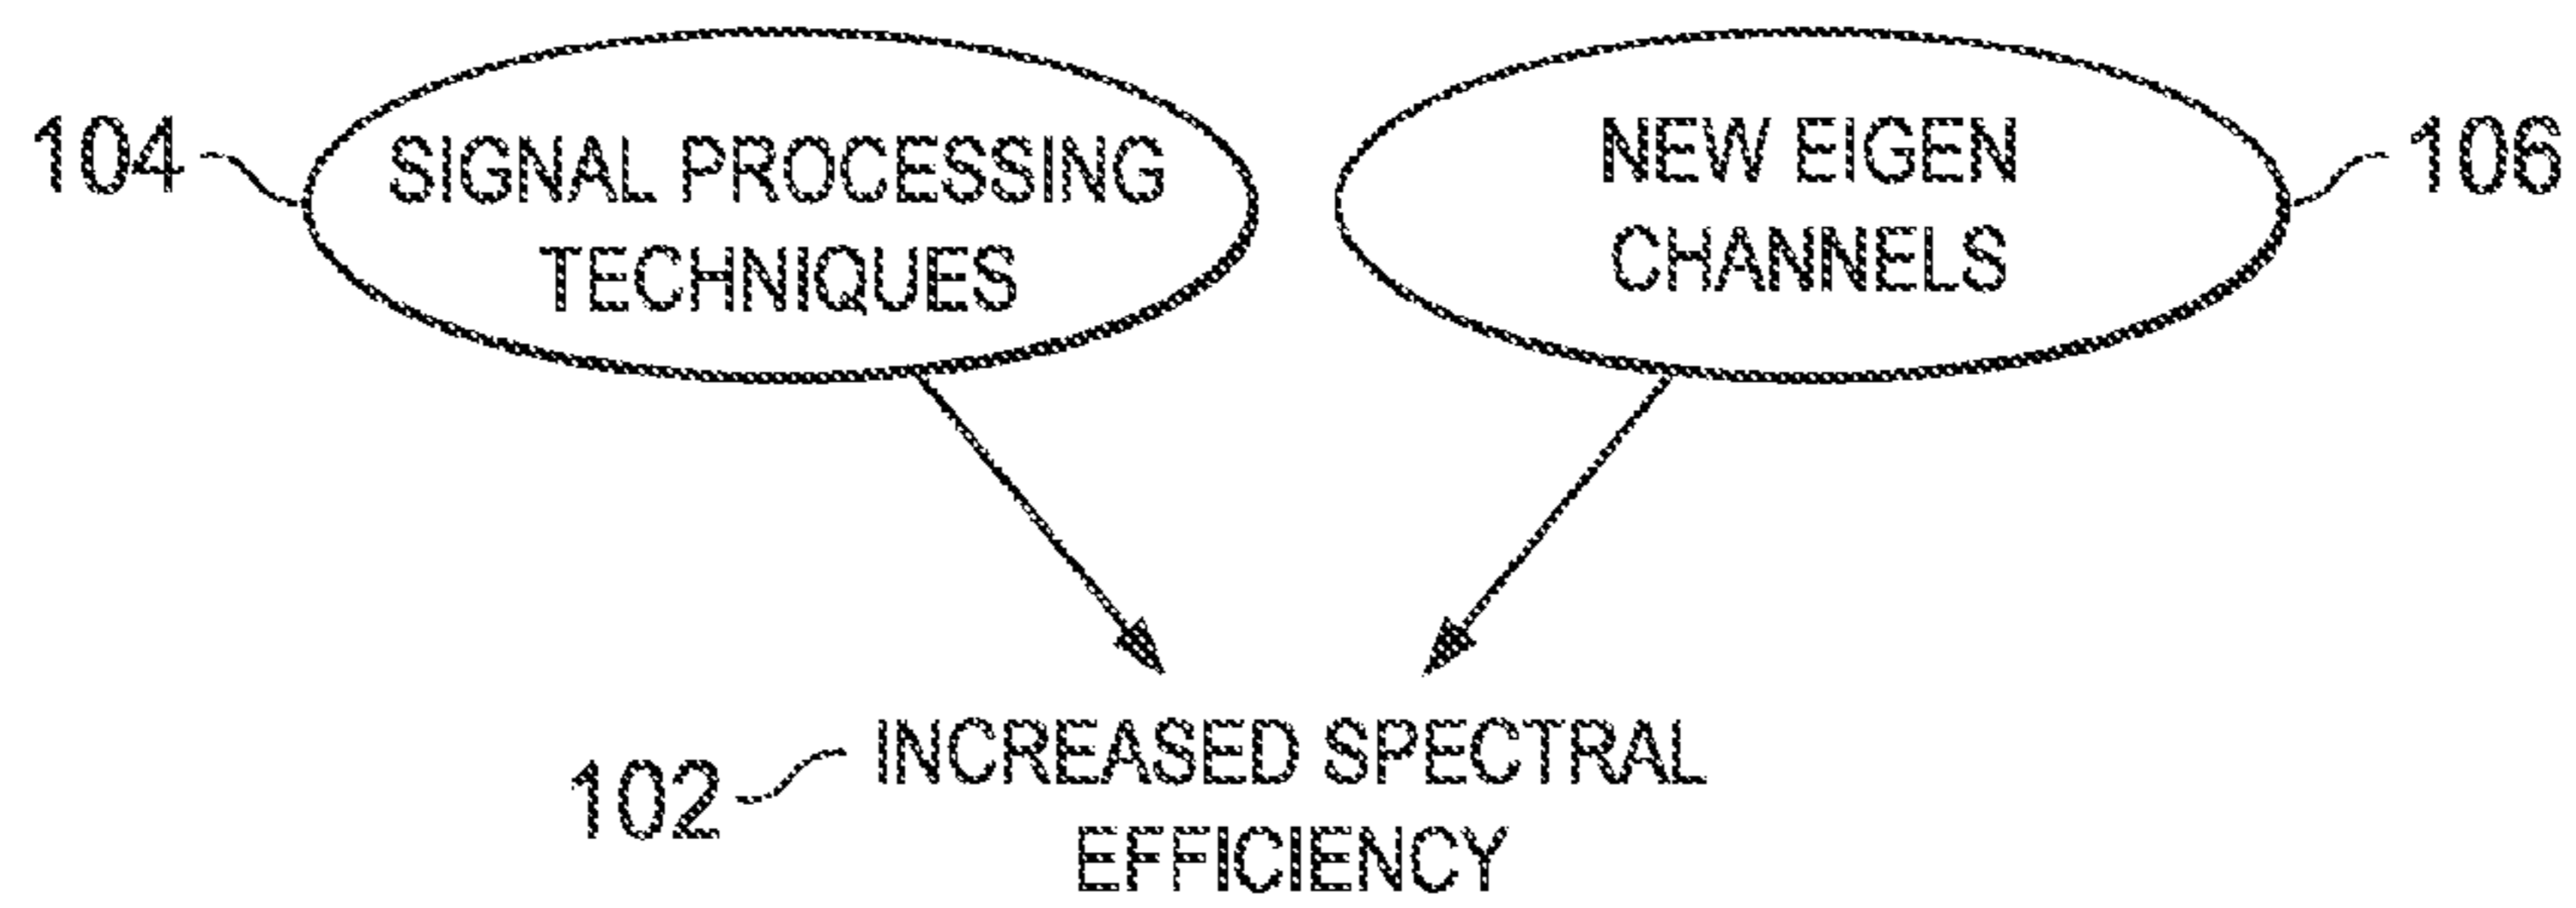 104
SIGNAL PROCESSING
TECHNIQUES
NEW EIGEN
CHANNELS
106
102
INCREASED SPECTRAL
EFFICIENCY